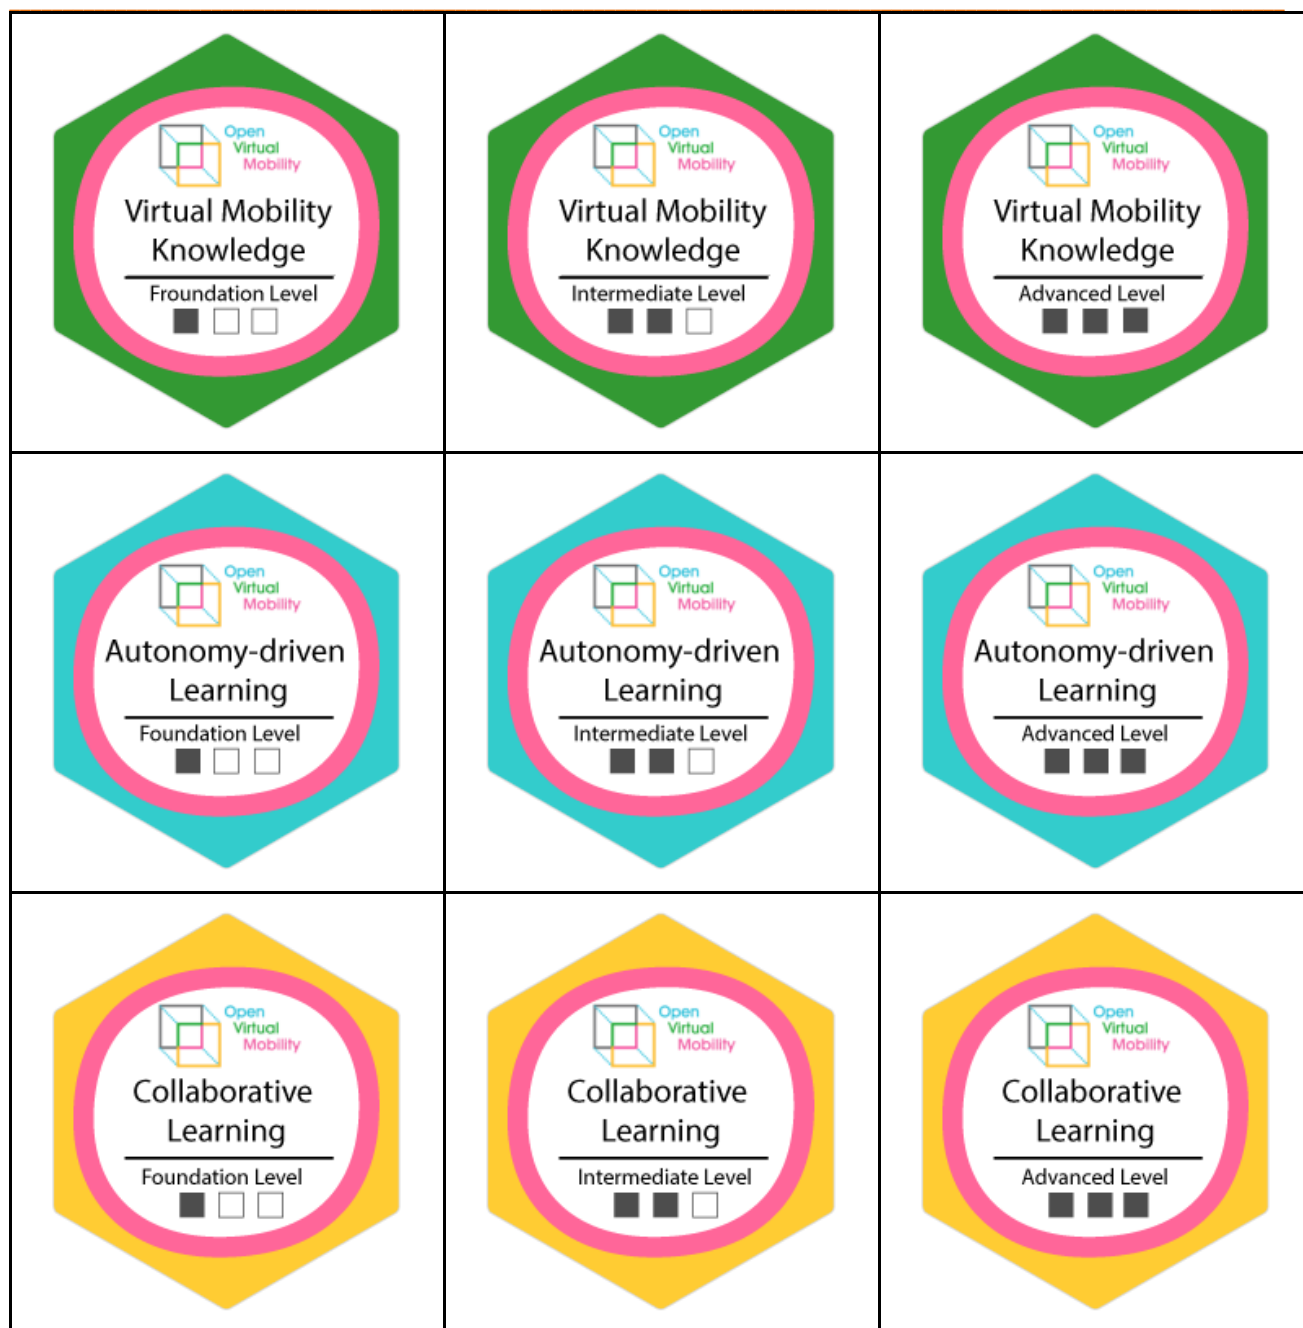 Open
Virtual
Mobility
Virtual Mobility
Knowledge
Froundation Level
Open
Virtual
Mobility
Virtual Mobility
Knowledge
Intermediate Level
Open
Virtual
Mobility
Virtual Mobility
Knowledge
Advanced Level
Open
Virtual
Mobility
Autonomy-driven
Learning
Foundation Level
Open
Virtual
Mobility
Autonomy-driven
Learning
Intermediate Level
Open
Virtual
Mobility
Autonomy-driven
Learning
Advanced Level
Open
Virtual
Mobility
Collaborative
Learning
Foundation Level
Open
Virtual
Mobility
Collaborative
Learning
Intermediate Level
Open
Virtual
Mobility
Collaborative
Learning
Advanced Level